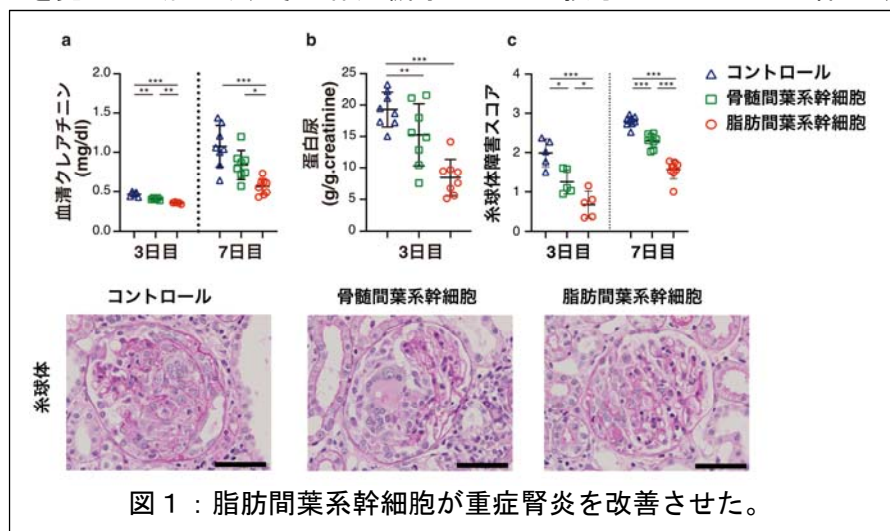 a
b
c
血清クレアチニン
(mg/dl)
2.0
1.5
1.0
0.5
0.0
***
** **
***
*
3日目
7日目
蛋白尿
(g/g.creatinine)
25
20
15
10
5
0
***
**
3日目
糸球体障害スコア
4
3
2
1
0
***
* *
***
*** ***
3日目
7日目
コントロール
骨髄間葉系幹細胞
脂肪間葉系幹細胞
コントロール
骨髄間葉系幹細胞
脂肪間葉系幹細胞
糸球体
図1:脂肪間葉系幹細胞が重症腎炎を改善させた。